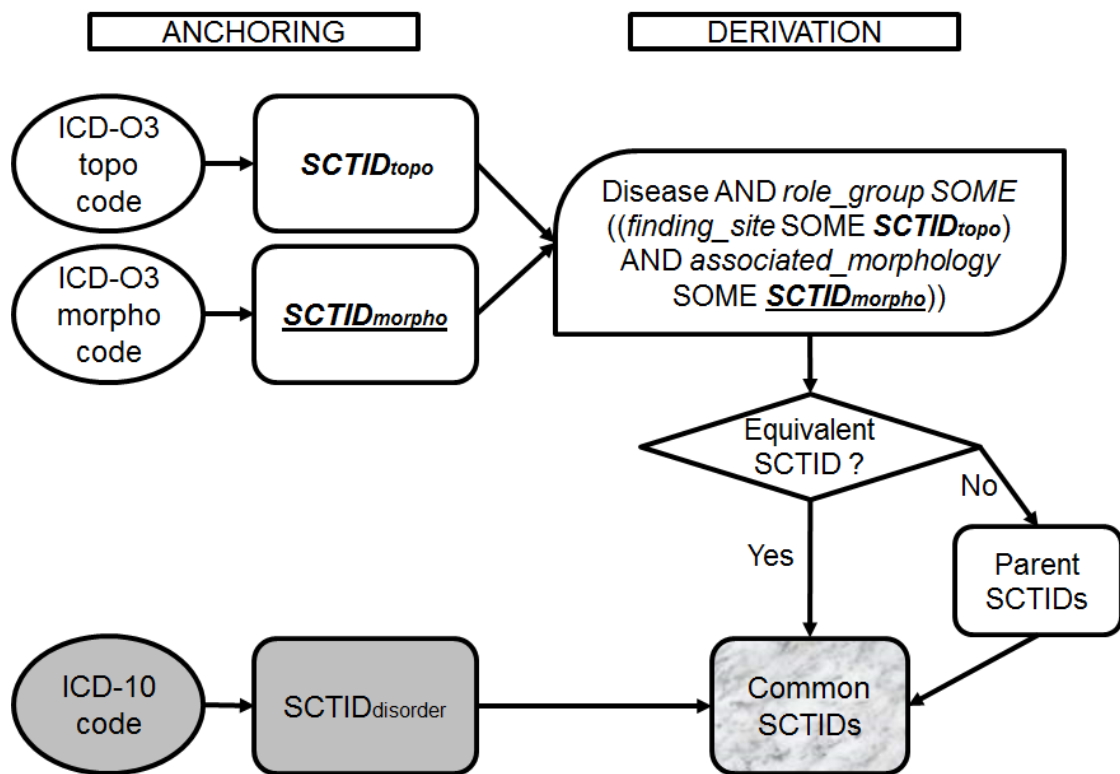 ANCHORING
DERIVATION
ICD-O3
topo
code
SCTIDtopo
Disease AND role_group SOME
((finding_site SOME SCTIDtopo)
AND associated_morphology
SOME SCTIDmorpho))
ICD-O3
morpho
code
SCTIDmorpho
Equivalent
SCTID ?
No
Yes
Parent
SCTIDs
ICD-10
code
SCTIDdisorder
Common
SCTIDs